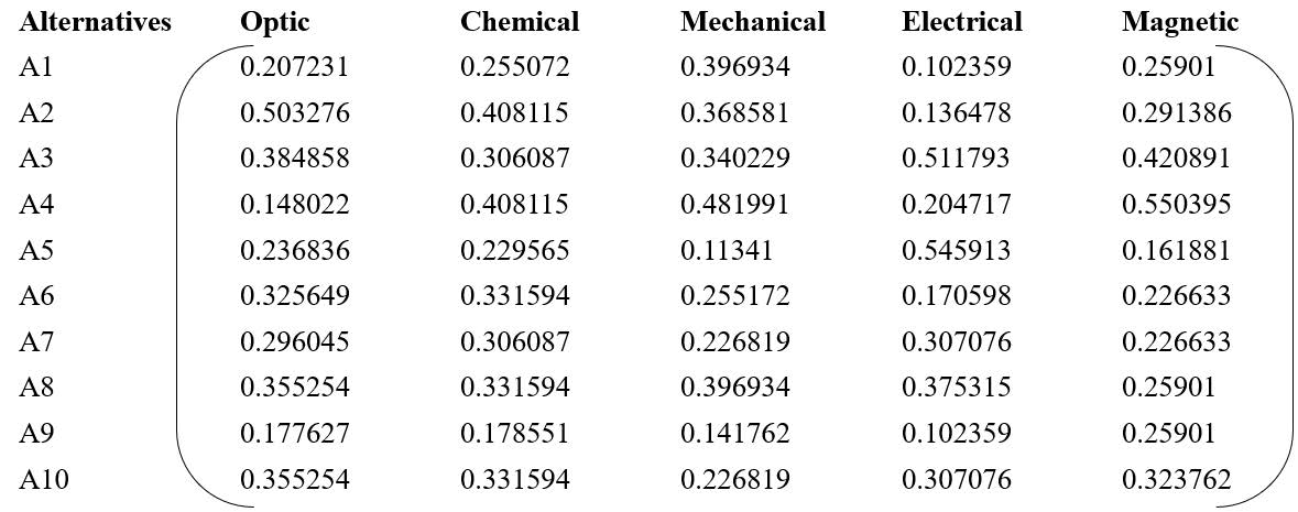 Alternatives Optic Chemical Mechanical Electrical Magnetic
A1 0.207231 0.255072 0.396934 0.102359 0.25901
A2 0.503276 0.408115 0.368581 0.136478 0.291386
A3 0.384858 0.306087 0.340229 0.511793 0.420891
A4 0.148022 0.408115 0.481991 0.204717 0.550395
A5 0.236836 0.229565 0.11341 0.545913 0.161881
A6 0.325649 0.331594 0.255172 0.170598 0.226633
A7 0.296045 0.306087 0.226819 0.307076 0.226633
A8 0.355254 0.331594 0.396934 0.375315 0.25901
A9 0.177627 0.178551 0.141762 0.102359 0.25901
A10 0.355254 0.331594 0.226819 0.307076 0.323762